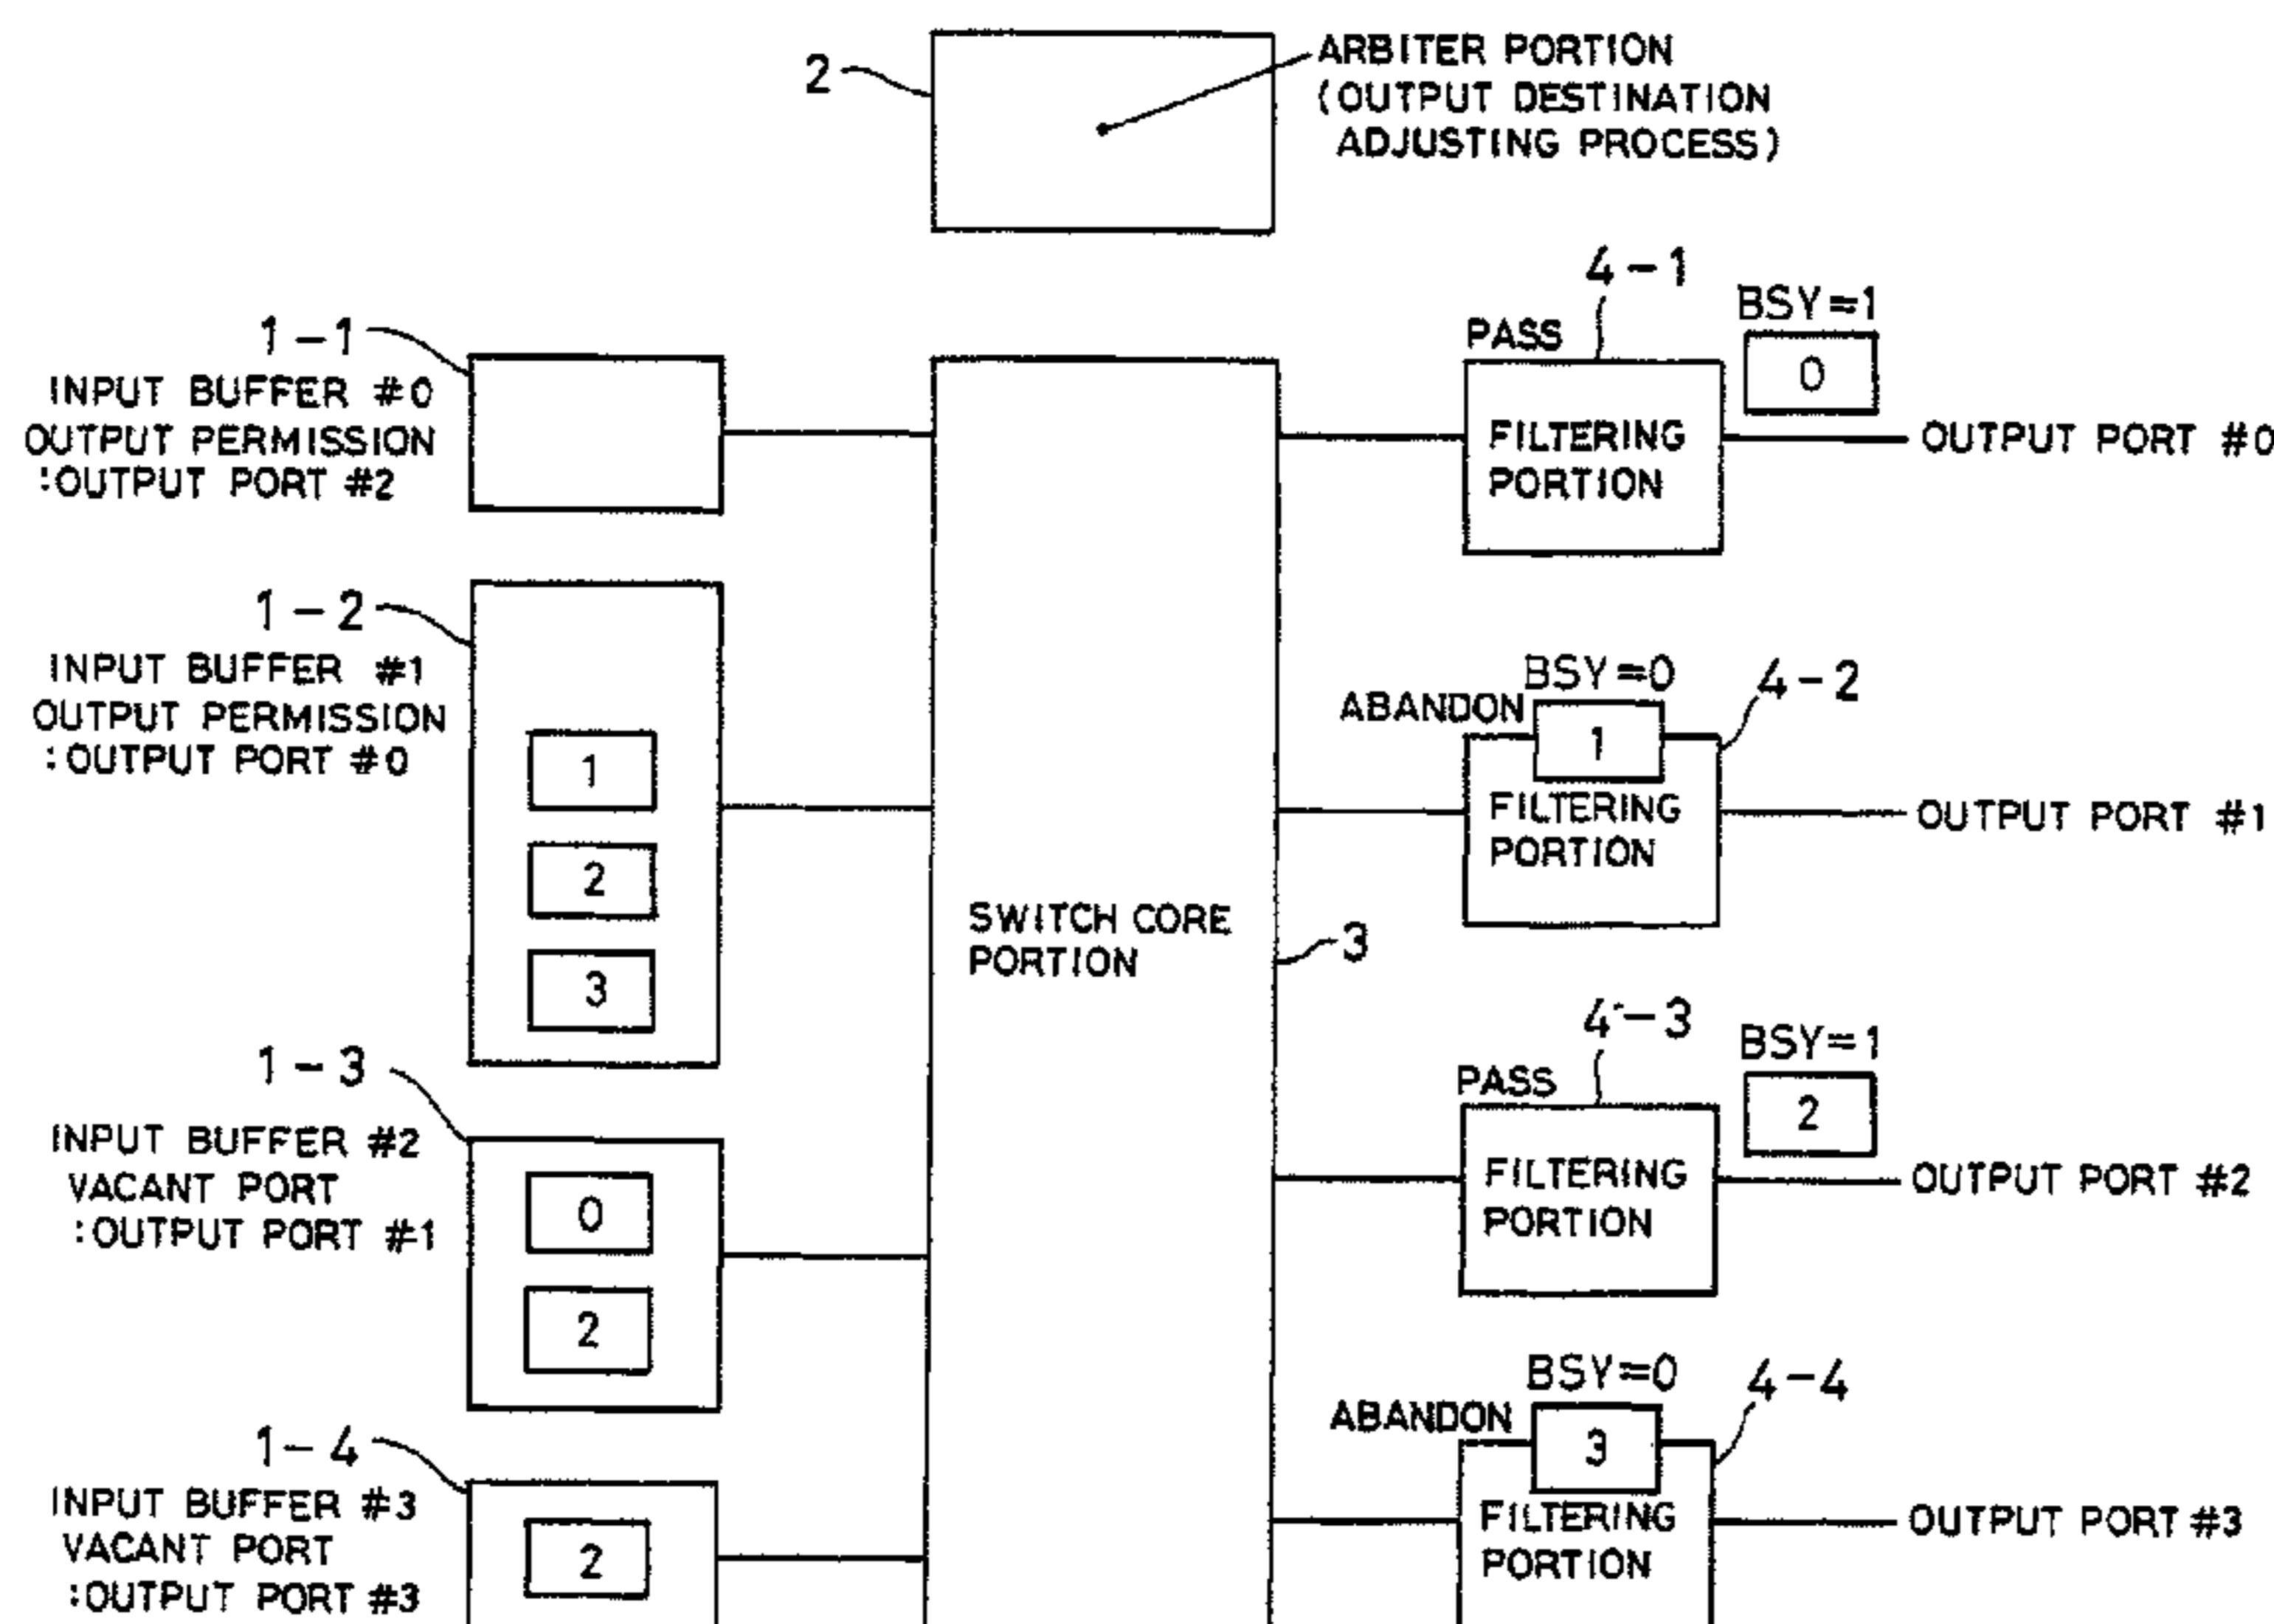 2
ARBITER PORTION
(OUTPUT DESTINATION
ADJUSTING PROCESS)
1-1
INPUT BUFFER #0
OUTPUT PERMISSION
:OUTPUT PORT #2
1-2
INPUT BUFFER #1
OUTPUT PERMISSION
:OUTPUT PORT #0
1
2
3
1-3
INPUT BUFFER #2
VACANT PORT
:OUTPUT PORT #1
0
2
1-4
INPUT BUFFER #3
VACANT PORT
:OUTPUT PORT #3
2
SWITCH CORE
PORTION
3
4-1
PASS
BSY=1
0
FILTERING
PORTION
OUTPUT PORT #0
BSY=0
4-2
ABANDON
1
FILTERING
PORTION
OUTPUT PORT #1
4-3
PASS
BSY=1
2
FILTERING
PORTION
OUTPUT PORT #2
BSY=0
4-4
ABANDON
3
FILTERING
PORTION
OUTPUT PORT #3